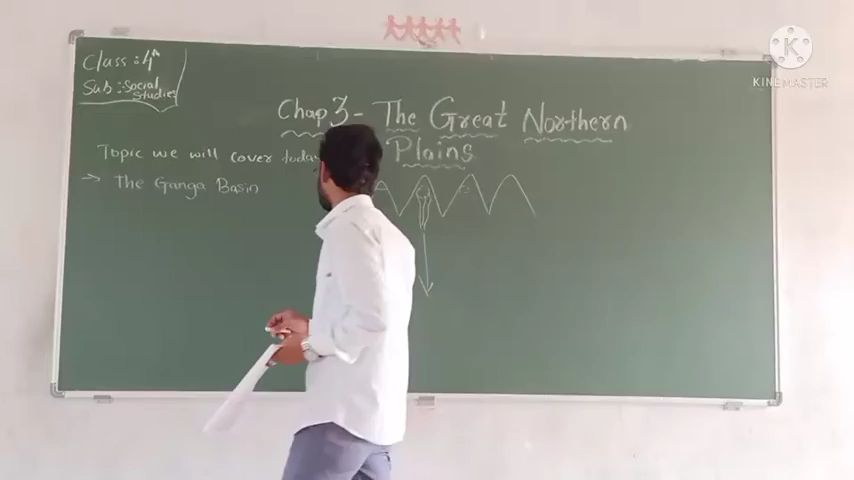 Class : 4th
Sub : Social
Studies
Chap 3 - The Great Northern
Plains
Topic we will cover today
→ The Ganga Basin
K
KINEMASTER